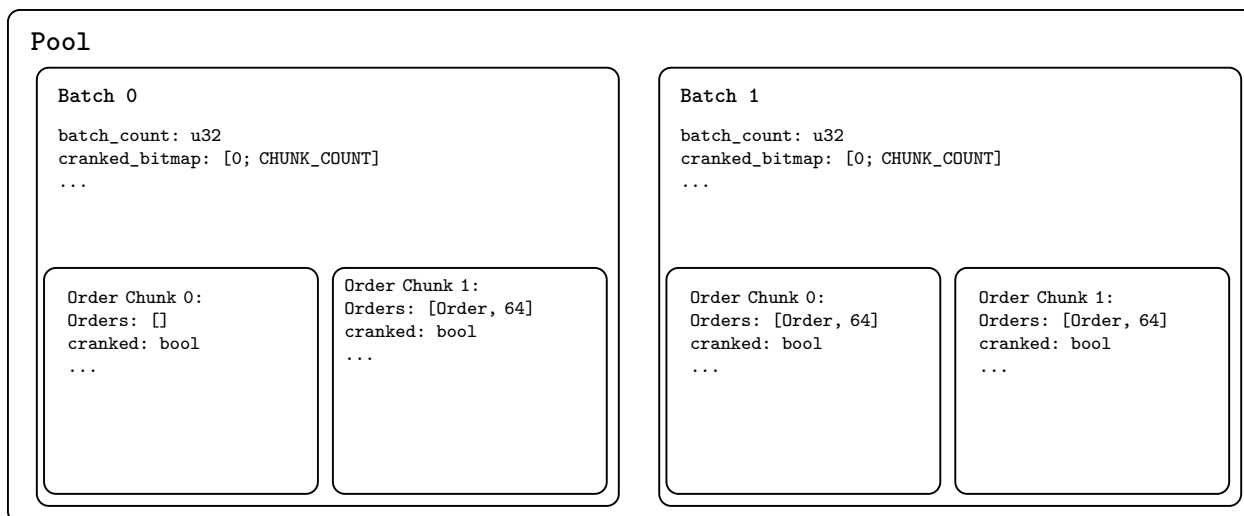 Pool
Batch 0
batch_count: u32
cranked_bitmap: [0; CHUNK_COUNT]
...
Order Chunk 0:
Orders: []
cranked: bool
...
Order Chunk 1:
Orders: [Order, 64]
cranked: bool
...
Batch 1
batch_count: u32
cranked_bitmap: [0; CHUNK_COUNT]
...
Order Chunk 0:
Orders: [Order, 64]
cranked: bool
...
Order Chunk 1:
Orders: [Order, 64]
cranked: bool
...